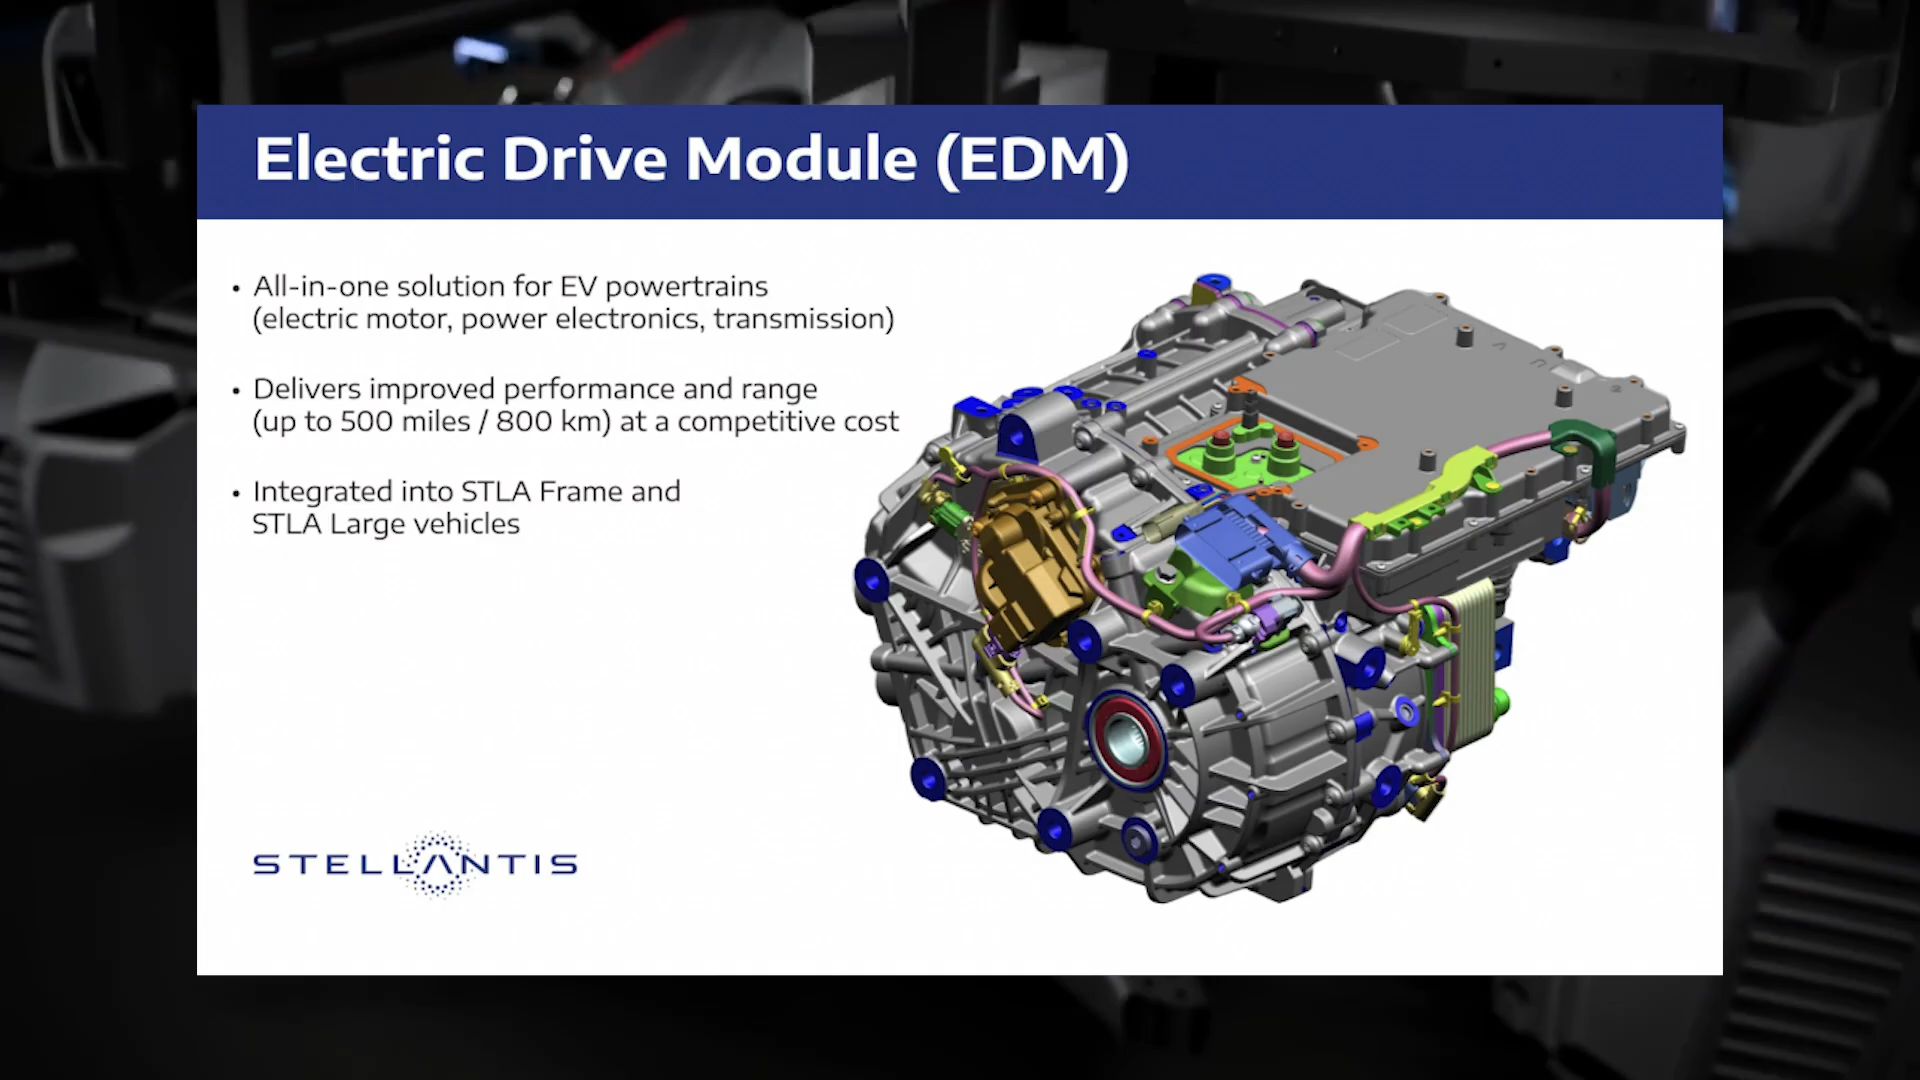 Electric Drive Module (EDM)
• All-in-one solution for EV powertrains
(electric motor, power electronics, transmission)
• Delivers improved performance and range
(up to 500 miles / 800 km) at a competitive cost
• Integrated into STLA Frame and
STLA Large vehicles
STELLANTIS